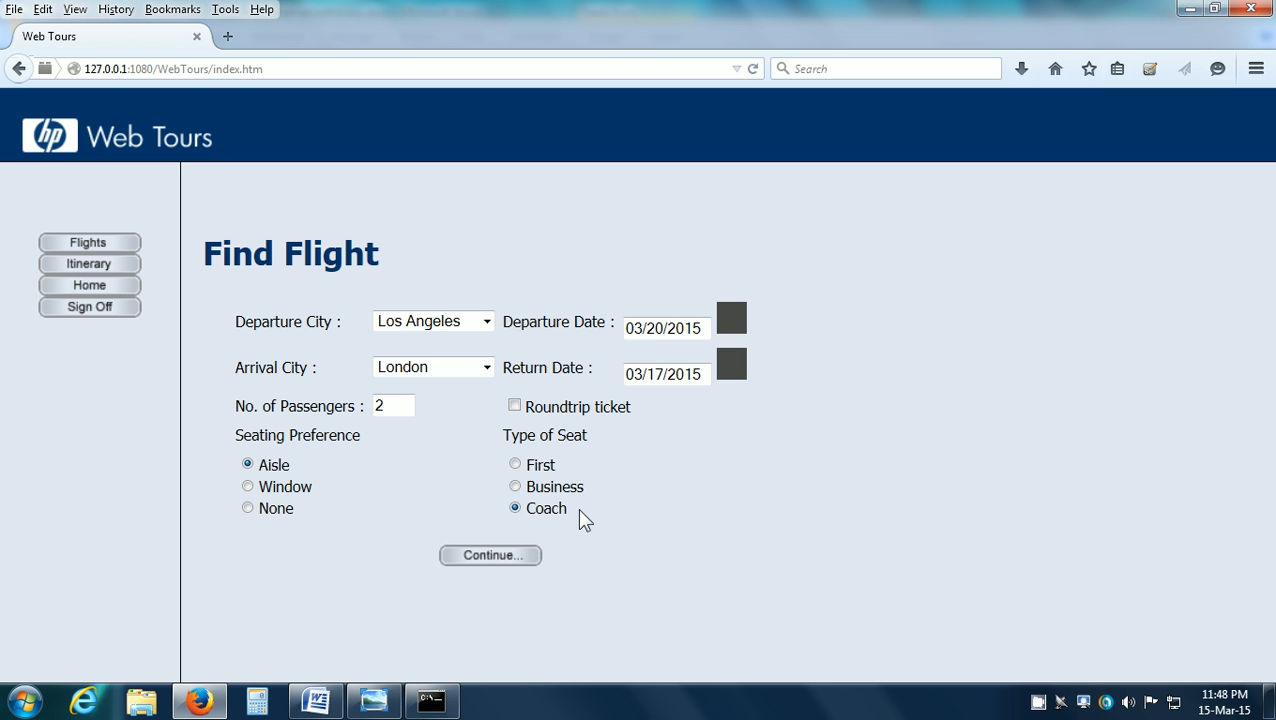 File Edit View History Bookmarks Tools Help
Web Tours
127.0.0.1:1080/WebTours/index.htm Search
hp Web Tours
Flights
Itinerary
Home
Sign Off
Find Flight
Departure City : Los Angeles Departure Date : 03/20/2015
Arrival City : London Return Date : 03/17/2015
No. of Passengers : 2 Roundtrip ticket
Seating Preference Type of Seat
Aisle First
Window Business
None Coach
Continue...
C:\_
11:48 PM
15-Mar-15